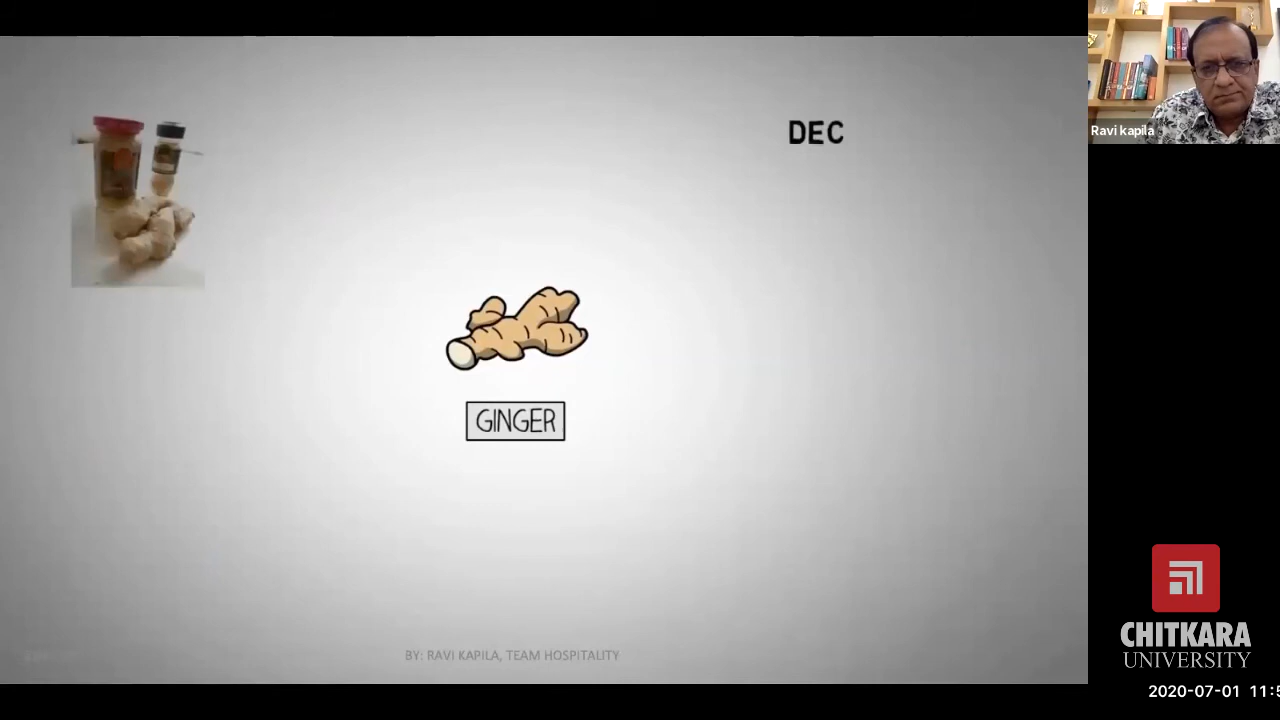 DEC
Ravi kapila
GINGER
BY: RAVI KAPILA, TEAM HOSPITALITY
CHITKARA
UNIVERSITY
2020-07-01 11:5